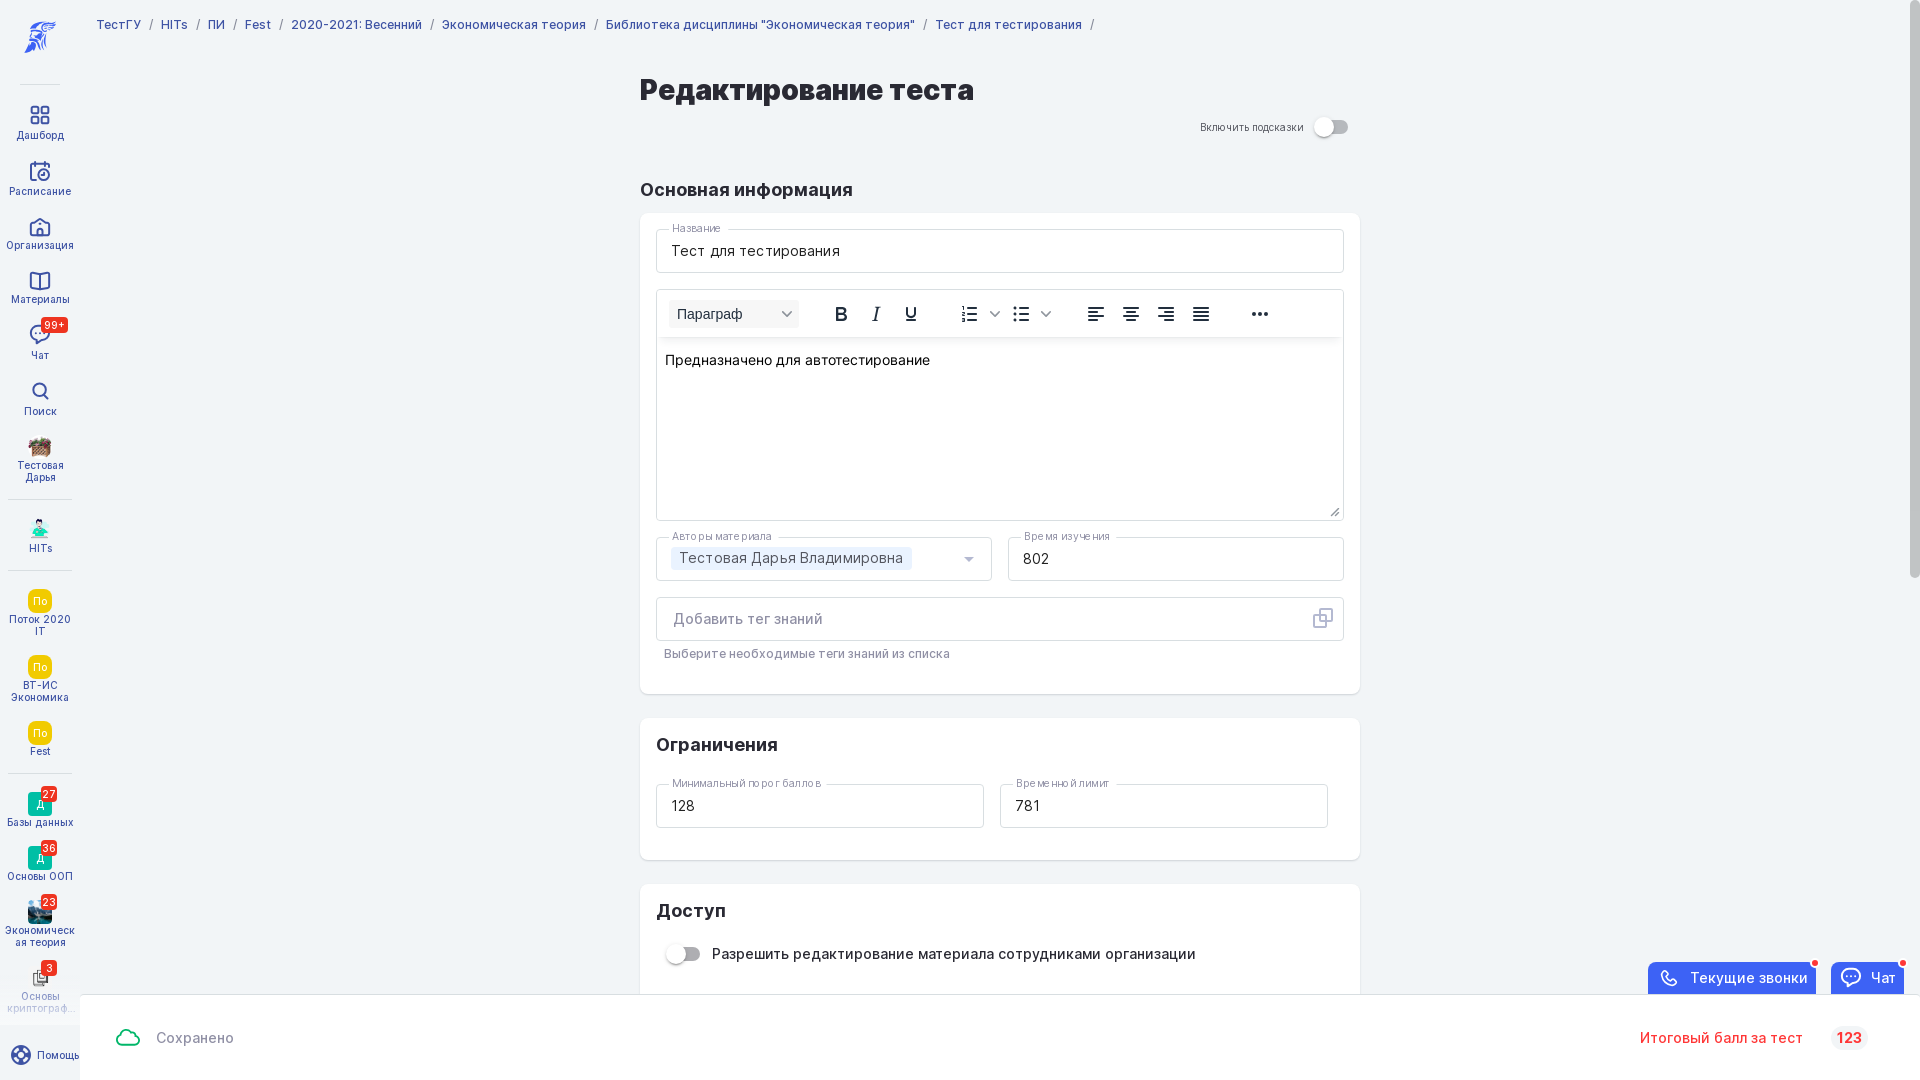 ТестГУ / HITs / ПИ / Fest / 2020-2021: Весенний / Экономическая теория / Библиотека дисциплины "Экономическая теория" / Тест для тестирования /
Дашборд
Расписание
Организация
Материалы
99+
Чат
Поиск
Тестовая
Дарья
HITs
По
Поток 2020
IT
По
ВТ-ИС
Экономика
По
Fest
27
Д
Базы данных
36
Д
Основы ООП
23
Экономическ
ая теория
3
Основы
криптограф...
Помощь
Редактирование теста
Включить подсказки
Основная информация
Название
Тест для тестирования
Параграф
Предназначено для автотестирование
Авторы материала
Тестовая Дарья Владимировна
Время изучения
802
Добавить тег знаний
Выберите необходимые теги знаний из списка
Ограничения
Минимальный порог баллов
128
Временной лимит
781
Доступ
Разрешить редактирование материала сотрудниками организации
Текущие звонки
Чат
Сохранено
Итоговый балл за тест 123